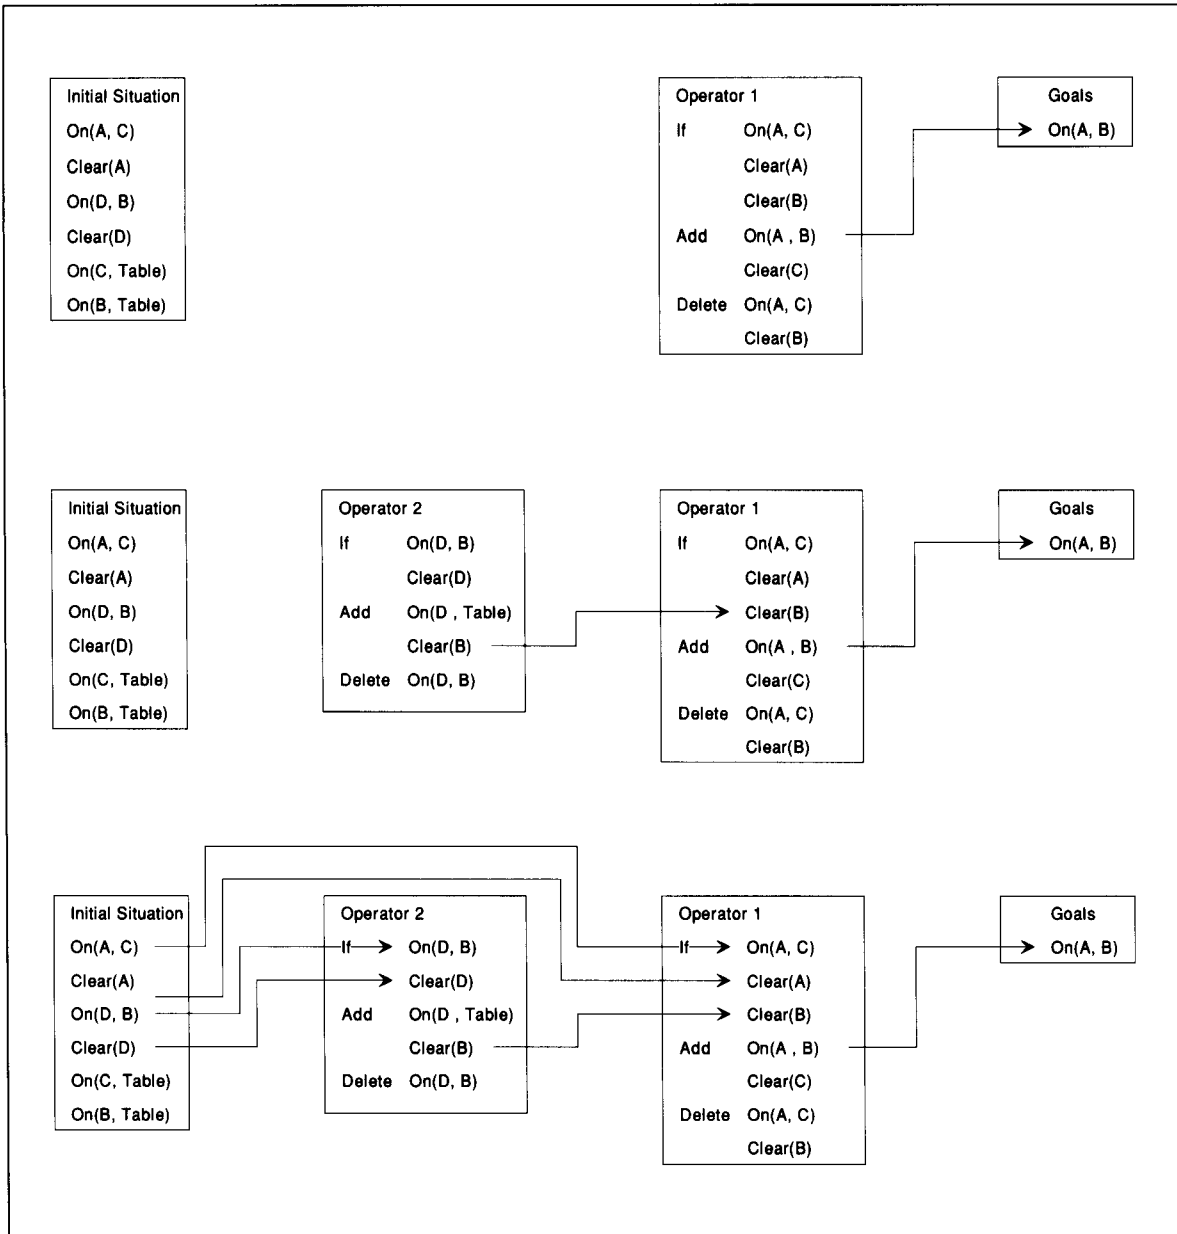 Initial Situation
On(A, C)
Clear(A)
On(D, B)
Clear(D)
On(C, Table)
On(B, Table)
Operator 1
If On(A, C)
Clear(A)
Clear(B)
Add On(A , B)
Clear(C)
Delete On(A, C)
Clear(B)
Goals
On(A, B)
Initial Situation
On(A, C)
Clear(A)
On(D, B)
Clear(D)
On(C, Table)
On(B, Table)
Operator 2
If On(D, B)
Clear(D)
Add On(D , Table)
Clear(B)
Delete On(D, B)
Operator 1
If On(A, C)
Clear(A)
Clear(B)
Add On(A , B)
Clear(C)
Delete On(A, C)
Clear(B)
Goals
On(A, B)
Initial Situation
On(A, C)
Clear(A)
On(D, B)
Clear(D)
On(C, Table)
On(B, Table)
Operator 2
If On(D, B)
Clear(D)
Add On(D , Table)
Clear(B)
Delete On(D, B)
Operator 1
If On(A, C)
Clear(A)
Clear(B)
Add On(A , B)
Clear(C)
Delete On(A, C)
Clear(B)
Goals
On(A, B)